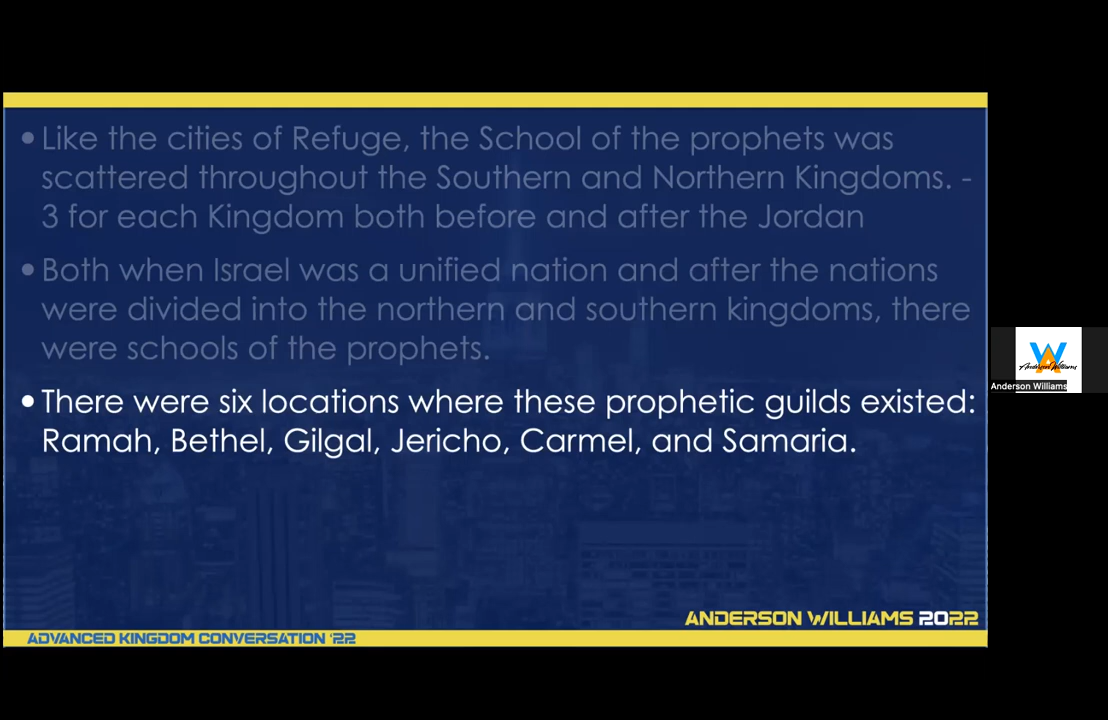 • Like the cities of Refuge, the School of the prophets was
scattered throughout the Southern and Northern Kingdoms. -
3 for each Kingdom both before and after the Jordan
• Both when Israel was a unified nation and after the nations
were divided into the northern and southern kingdoms, there
were schools of the prophets.
• There were six locations where these prophetic guilds existed:
Ramah, Bethel, Gilgal, Jericho, Carmel, and Samaria.
ANDERSON WILLIAMS 2022
ADVANCED KINGDOM CONVERSATION '22
Anderson Williams
Anderson Williams